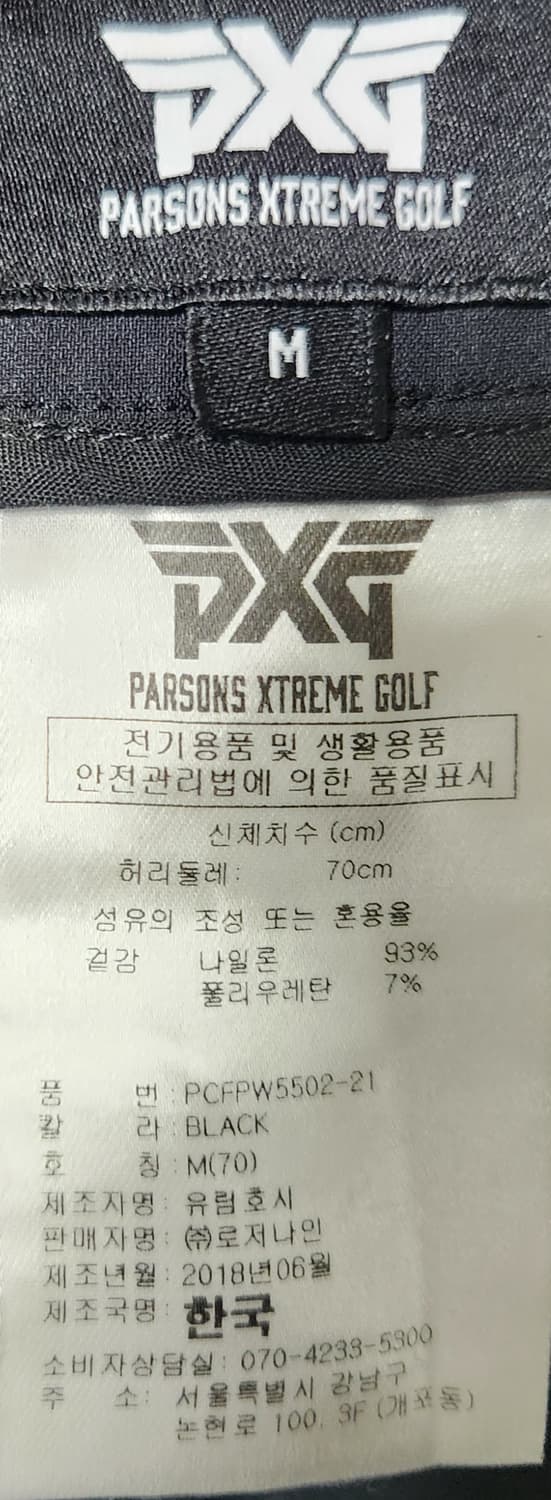 PXG
PARSONS XTREME GOLF
M
PXG
PARSONS XTREME GOLF
전기용품 및 생활용품
안전관리법에 의한 품질표시
신체치수 (cm)
허리둘레: 70cm
섬유의 조성 또는 혼용율
겉감 나일론 93%
폴리우레탄 7%
품 번 : PCFPW5502-21
칼 라 : BLACK
호 칭 : M(70)
제조자명 : 유럼호시
판매자명 : ㈜로저나인
제조년월 : 2018년06월
제조국명 : 한국
소비자상담실 : 070-4233-5300
주 소 : 서울특별시 강남구
논현로 100, 3F (개포동)